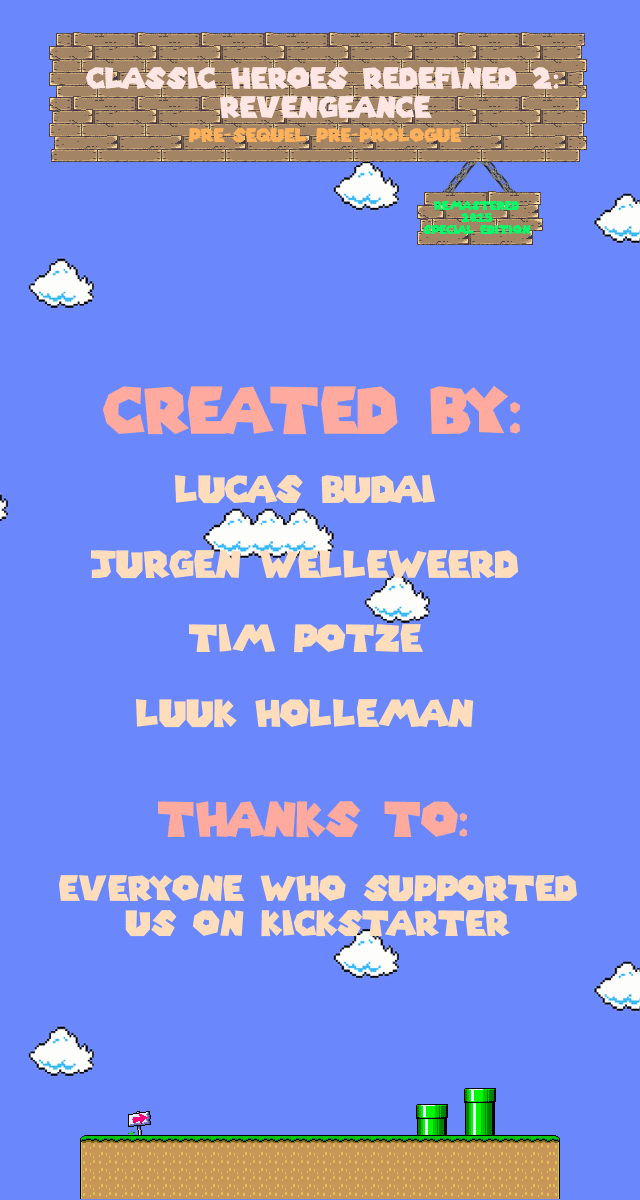 CLASSIC HEROES REDEFINED 2:
REVENGEANCE
PRE-SEQUEL PRE-PROLOGUE
REMASTERED
2013
SPECIAL EDITION
CREATED BY:
LUCAS BUDAI
JURGEN WELLEWEERD
TIM POTZE
LUUK HOLLEMAN
THANKS TO:
EVERYONE WHO SUPPORTED
US ON KICKSTARTER